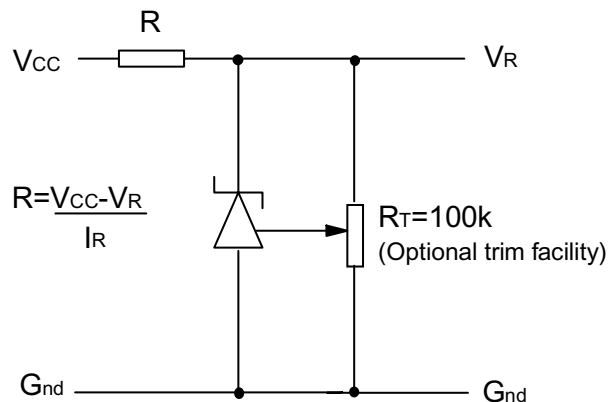 R
VCC
VR
R=VCC-VR
IR
RT=100k
(Optional trim facility)
Gnd
Gnd